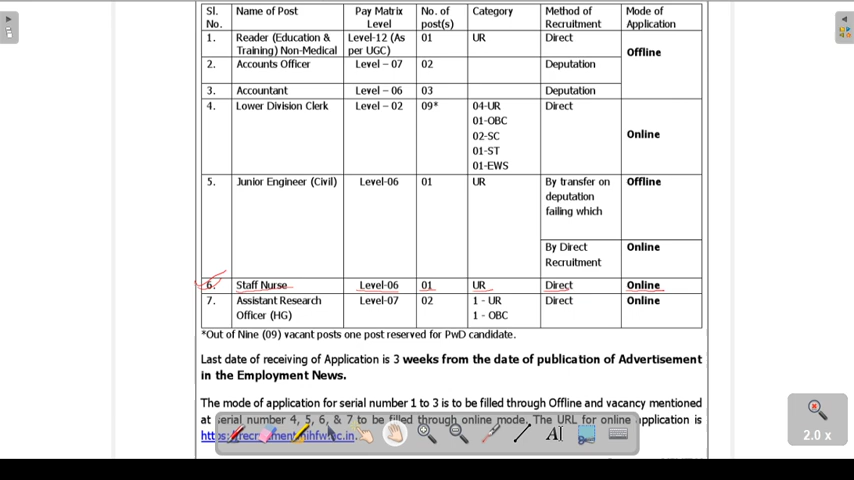 Sl. No. Name of Post Pay Matrix Level No. of post(s) Category Method of Recruitment Mode of Application
1. Reader (Education & Training) Non-Medical Level-12 (As per UGC) 01 UR Direct Offline
2. Accounts Officer Level – 07 02 Deputation
3. Accountant Level – 06 03 Deputation
4. Lower Division Clerk Level – 02 09* 04-UR Direct Online
01-OBC
02-SC
01-ST
01-EWS
5. Junior Engineer (Civil) Level-06 01 UR By transfer on deputation failing which Offline
By Direct Recruitment Online
6. Staff Nurse Level-06 01 UR Direct Online
7. Assistant Research Officer (HG) Level-07 02 1 - UR Direct Online
1 - OBC
*Out of Nine (09) vacant posts one post reserved for PwD candidate.
Last date of receiving of Application is 3 weeks from the date of publication of Advertisement
in the Employment News.
The mode of application for serial number 1 to 3 is to be filled through Offline and vacancy mentioned
at serial number 4, 5, 6, & 7 to be filled through online mode. The URL for online application is
2.0 x